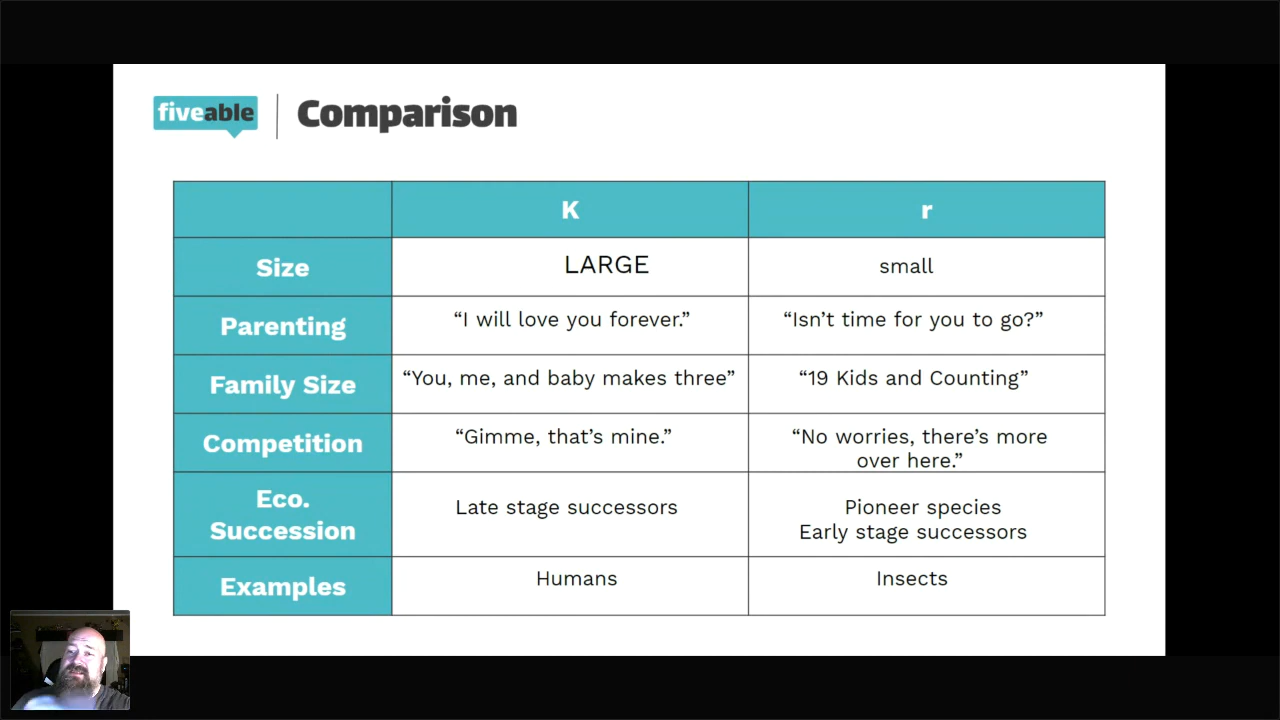 fiveable
Comparison
K
r
Size
LARGE
small
Parenting
“I will love you forever.”
“Isn’t time for you to go?”
Family Size
“You, me, and baby makes three”
“19 Kids and Counting”
Competition
“Gimme, that’s mine.”
“No worries, there’s more
over here.”
Eco.
Succession
Late stage successors
Pioneer species
Early stage successors
Examples
Humans
Insects